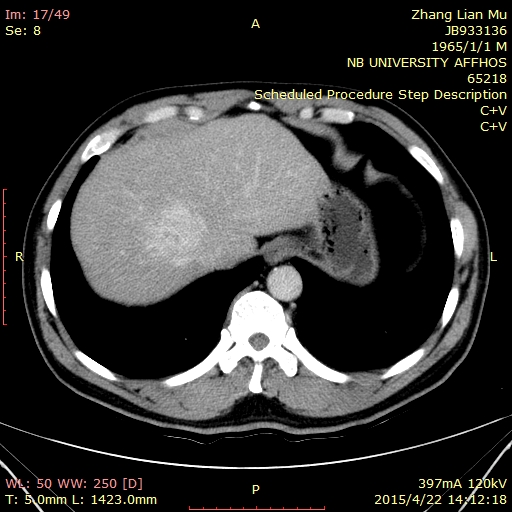 Im: 17/49
Se: 8
A
Zhang Lian Mu
JB933136
1965/1/1 M
NB UNIVERSITY AFFHOS
65218
Scheduled Procedure Step Description
C+V
C+V
R
L
WL: 50 WW: 250 [D]
T: 5.0mm L: 1423.0mm
P
397mA 120kV
2015/4/22 14:12:18